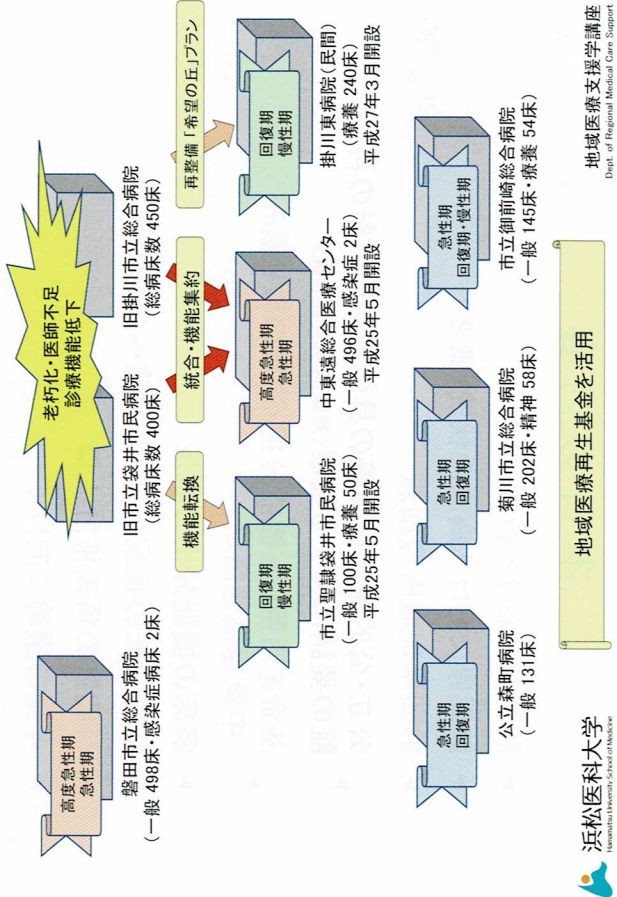 老朽化・医師不足
診療機能低下
高度急性期
急性期
磐田市立総合病院
(一般 498床・感染症病床 2床)
旧市立袋井市民病院
(総病床数 400床)
旧掛川市立総合病院
(総病床数 450床)
機能転換
統合・機能集約
再整備「希望の丘」プラン
回復期
慢性期
市立聖隷袋井市民病院
(一般 100床・療養 50床)
平成25年5月開設
高度急性期
急性期
中東遠総合医療センター
(一般 496床・感染症 2床)
平成25年5月開設
回復期
慢性期
掛川東病院(民間)
(療養 240床)
平成27年3月開設
急性期
回復期
公立森町病院
(一般 131床)
急性期
回復期
菊川市立総合病院
(一般 202床・精神 58床)
急性期
回復期・慢性期
市立御前崎総合病院
(一般 145床・療養 54床)
地域医療再生基金を活用
浜松医科大学
Hamamatsu University School of Medicine
地域医療支援学講座
Dept. of Regional Medical Care Support